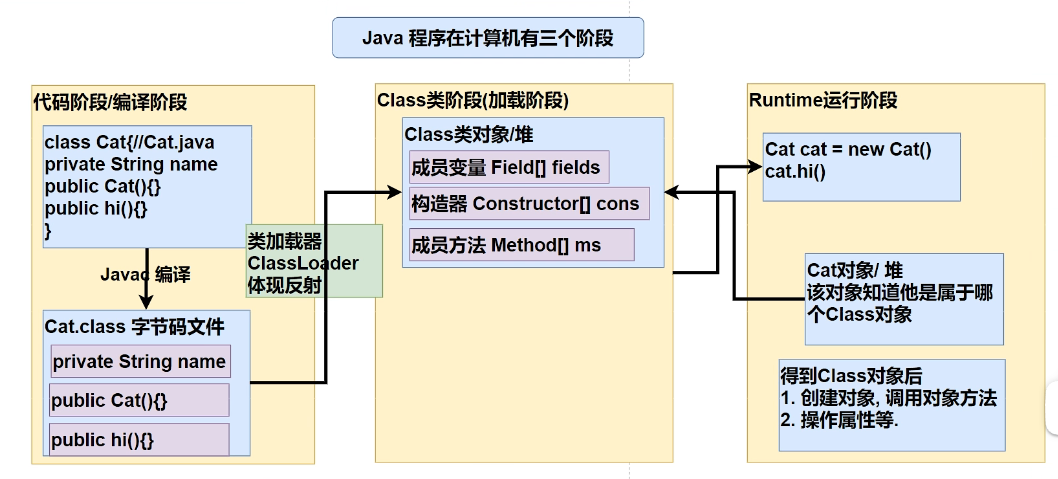 Java 程序在计算机有三个阶段
代码阶段/编译阶段
class Cat{//Cat.java
private String name
public Cat(){}
public hi(){}
}
Javac 编译
Cat.class 字节码文件
private String name
public Cat(){}
public hi(){}
类加载器
ClassLoader
体现反射
Class类阶段(加载阶段)
Class类对象/堆
成员变量 Field[] fields
构造器 Constructor[] cons
成员方法 Method[] ms
Runtime运行阶段
Cat cat = new Cat()
cat.hi()
Cat对象/ 堆
该对象知道他是属于哪
个Class对象
得到Class对象后
1. 创建对象, 调用对象方法
2. 操作属性等.